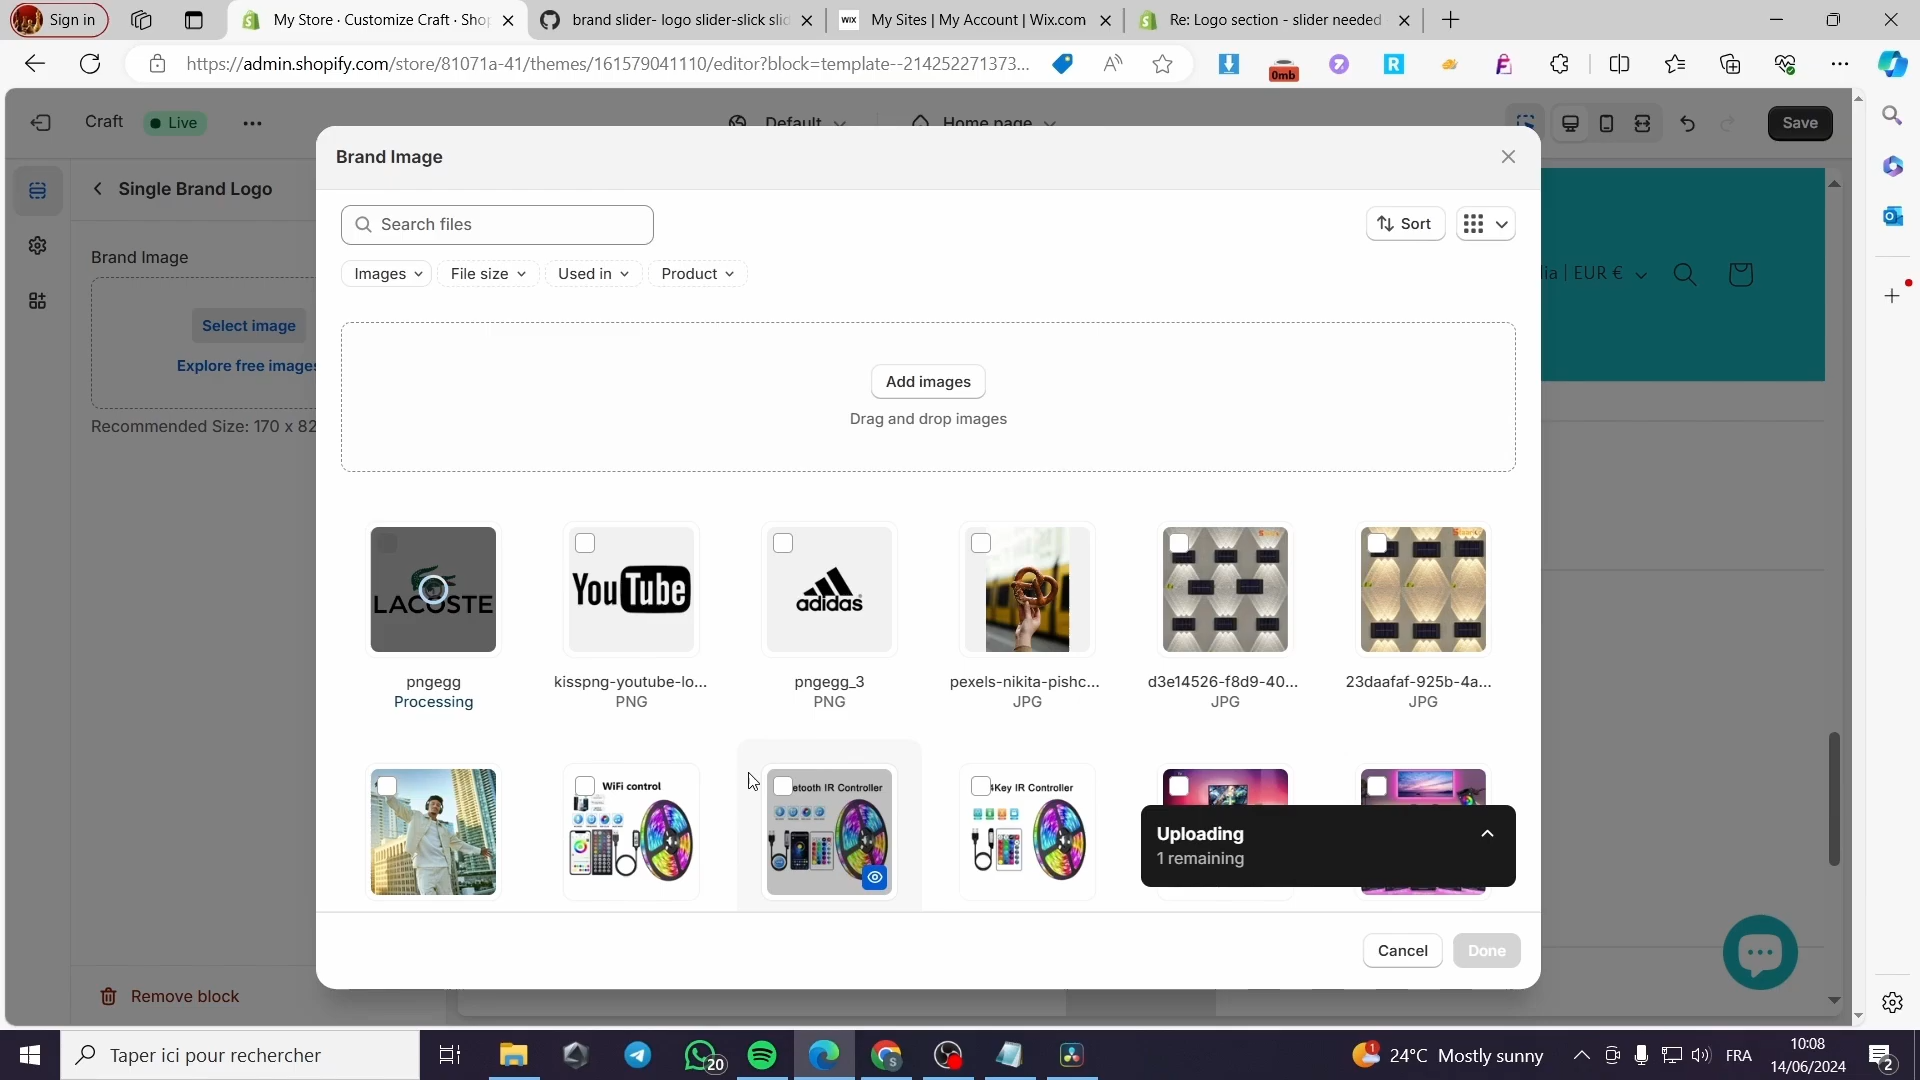 Sign in
My Store · Customize Craft · Shop
brand slider- logo slider-slick slid
WIX
My Sites | My Account | Wix.com
Re: Logo section - slider needed
https://admin.shopify.com/store/81071a-41/themes/161579041110/editor?block=template--214252271373...
0mb
Craft
Live
Default
Home page
Save
Single Brand Logo
Brand Image
Select image
Explore free images
Recommended Size: 170 x 82
Remove block
Brand Image
Search files
Sort
Images
File size
Used in
Product
Add images
Drag and drop images
LACOSTE
YouTube
adidas
pngegg
Processing
kisspng-youtube-lo...
PNG
pngegg_3
PNG
pexels-nikita-pishc...
JPG
d3e14526-f8d9-40...
JPG
23daafaf-925b-4a...
JPG
WiFi control
etooth IR Controller
4Key IR Controller
Uploading
1 remaining
Cancel
Done
| EUR €
Taper ici pour rechercher
20
1
24°C Mostly sunny
FRA
10:08
14/06/2024
2